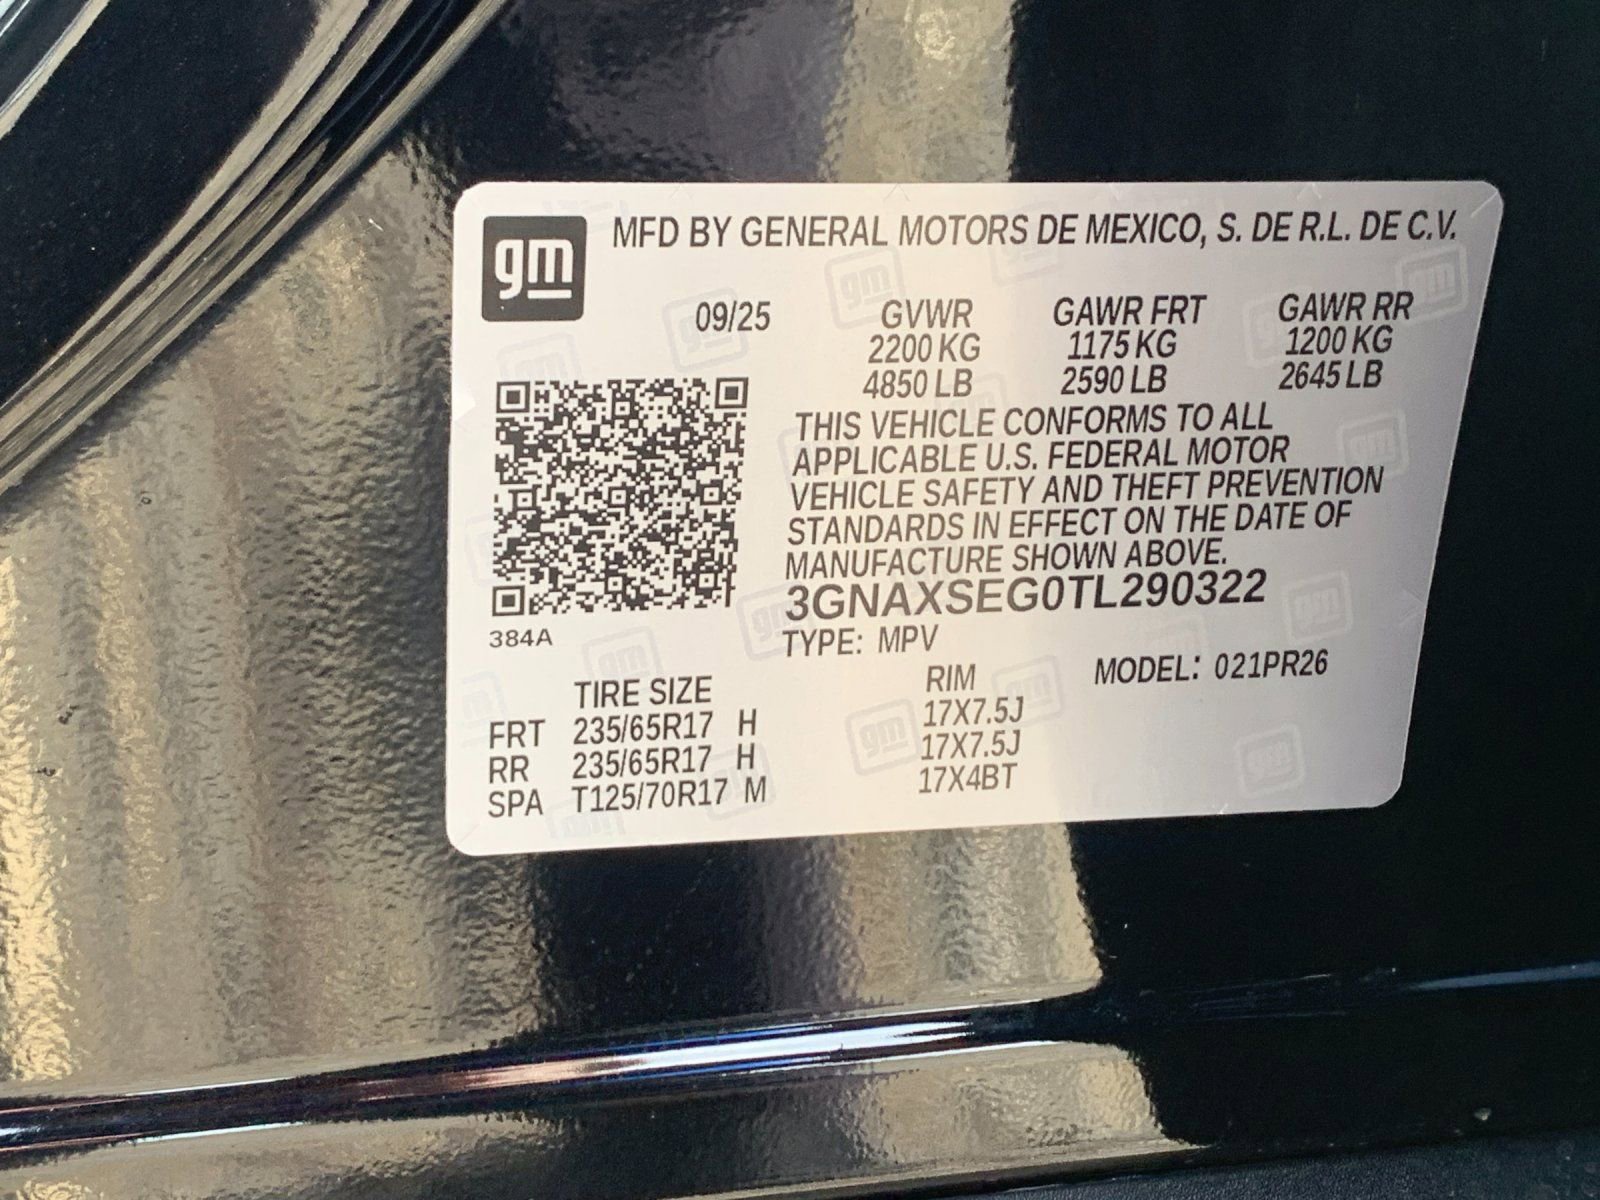 gm MFD BY GENERAL MOTORS DE MEXICO, S. DE R.L. DE C.V.
09/25 GVWR GAWR FRT GAWR RR
2200 KG 1175 KG 1200 KG
4850 LB 2590 LB 2645 LB
THIS VEHICLE CONFORMS TO ALL
APPLICABLE U.S. FEDERAL MOTOR
VEHICLE SAFETY AND THEFT PREVENTION
STANDARDS IN EFFECT ON THE DATE OF
MANUFACTURE SHOWN ABOVE.
3GNAXSEG0TL290322
384A
TYPE: MPV
MODEL: 021PR26
TIRE SIZE RIM
FRT 235/65R17 H 17X7.5J
RR 235/65R17 H 17X7.5J
SPA T125/70R17 M 17X4BT